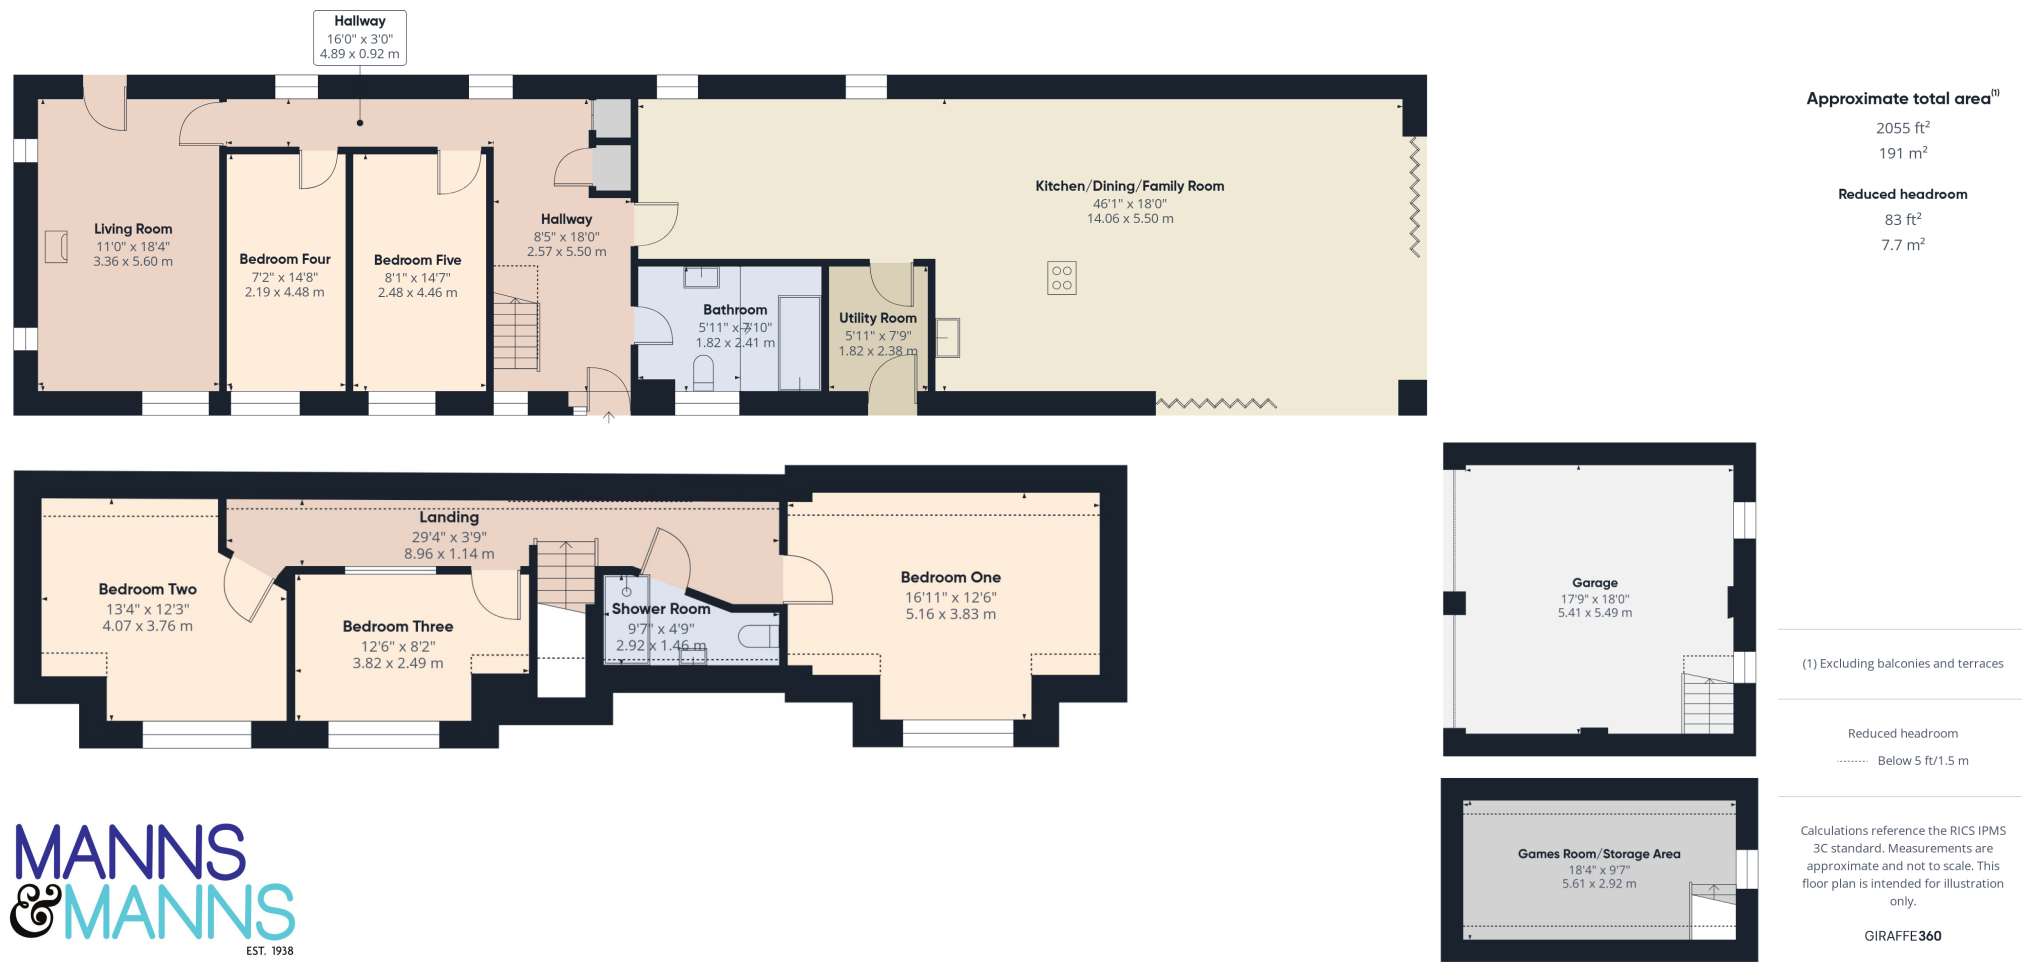 Hallway
16'0" x 3'0"
4.89 x 0.92 m
Living Room
11'0" x 18'4"
3.36 x 5.60 m
Bedroom Four
7'2" x 14'8"
2.19 x 4.48 m
Bedroom Five
8'1" x 14'7"
2.48 x 4.46 m
Hallway
8'5" x 18'0"
2.57 x 5.50 m
Kitchen/Dining/Family Room
46'1" x 18'0"
14.06 x 5.50 m
Bathroom
5'11" x 7'10"
1.82 x 2.41 m
Utility Room
5'11" x 7'9"
1.82 x 2.38 m
Approximate total area(1)
2055 ft²
191 m²
Reduced headroom
83 ft²
7.7 m²
Landing
29'4" x 3'9"
8.96 x 1.14 m
Bedroom Two
13'4" x 12'3"
4.07 x 3.76 m
Bedroom Three
12'6" x 8'2"
3.82 x 2.49 m
Shower Room
9'7" x 4'9"
2.92 x 1.46 m
Bedroom One
16'11" x 12'6"
5.16 x 3.83 m
Garage
17'9" x 18'0"
5.41 x 5.49 m
Games Room/Storage Area
18'4" x 9'7"
5.61 x 2.92 m
(1) Excluding balconies and terraces
Reduced headroom
Below 5 ft/1.5 m
Calculations reference the RICS IPMS
3C standard. Measurements are
approximate and not to scale. This
floor plan is intended for illustration
only.
GIRAFFE360
MANNS
&MANNS
EST. 1938